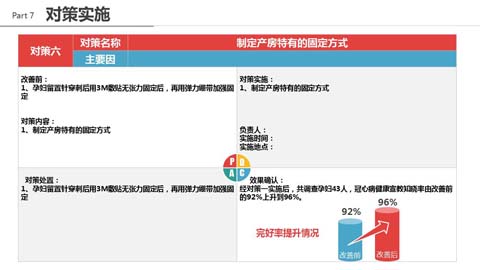 Part 7
对策实施
对策六
对策名称
制定产房特有的固定方式
主要因
改善前：
1、孕妇留置针穿刺后用3M敷贴无张力固定后，再用弹力绷带加强固
定
对策内容：
1、制定产房特有的固定方式
对策实施：
1、制定产房特有的固定方式
负责人：
实施时间：
实施地点：
P
D
A
C
对策处置：
1、孕妇留置针穿刺后用3M敷贴无张力固定后，再用弹力绷带加强固
定
效果确认：
经对策一实施后，共调查孕妇43人，冠心病健康宣教知晓率由改善前
的92%上升到96%。
完好率提升情况
92%
96%
改善前
改善后